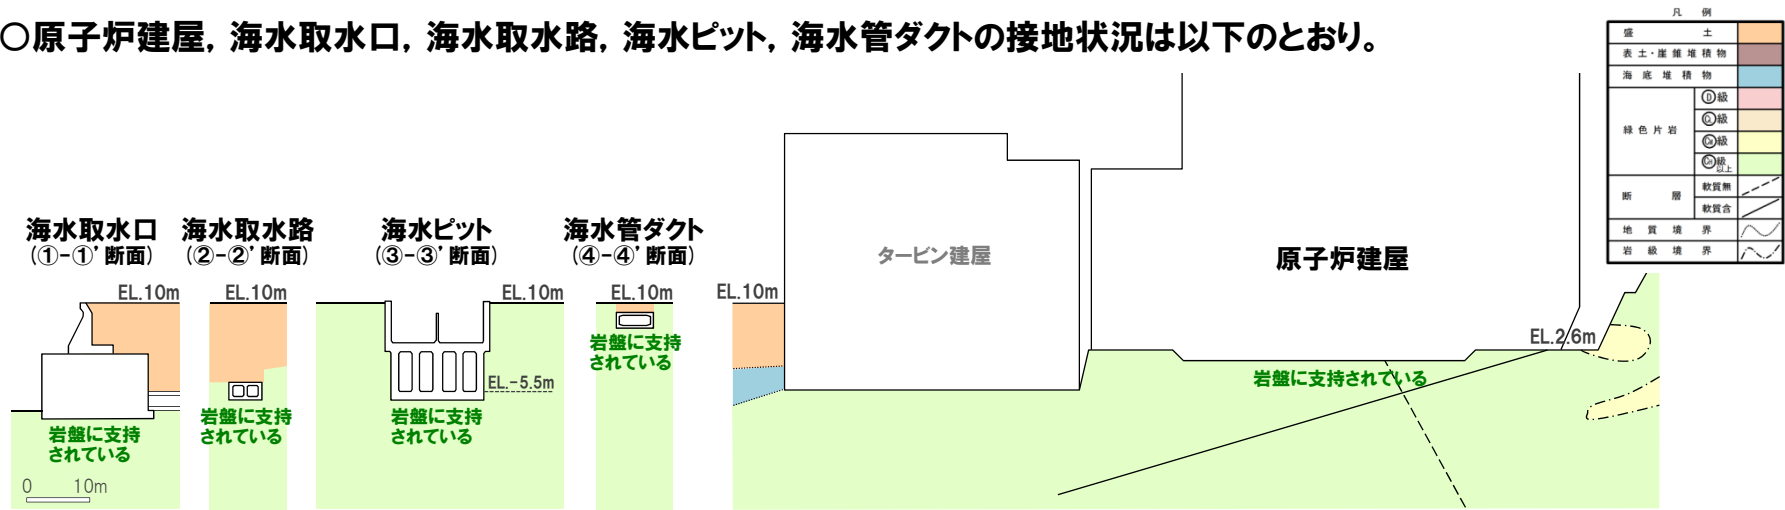 ○原子炉建屋，海水取水口，海水取水路，海水ピット，海水管ダクトの接地状況は以下のとおり。
凡 例
盛 土
表土・崖錐堆積物
海底堆積物
緑色片岩
Ⓓ級
級
級
級
以上
断 層
軟質無
軟質含
地質境界
岩級境界
海水取水口
(①-①' 断面)
海水取水路
(②-②' 断面)
海水ピット
(③-③' 断面)
海水管ダクト
(④-④' 断面)
タービン建屋
原子炉建屋
EL.10m
EL.10m
EL.10m
EL.10m
EL.10m
EL.2.6m
EL.-5.5m
岩盤に支持
されている
岩盤に支持
されている
岩盤に支持
されている
岩盤に支持
されている
岩盤に支持されている
0 10m